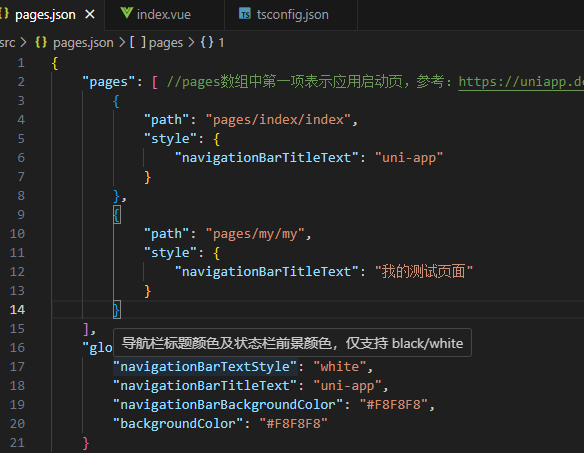 pages.json
index.vue
TS tsconfig.json
src > {} pages.json > [ ] pages > {} 1
1 {
2 "pages": [ //pages数组中第一项表示应用启动页，参考：https://uniapp.d
3 {
4 "path": "pages/index/index",
5 "style": {
6 "navigationBarTitleText": "uni-app"
7 }
8 },
9 {
10 "path": "pages/my/my",
11 "style": {
12 "navigationBarTitleText": "我的测试页面"
13 }
14 }
15 ],
导航栏标题颜色及状态栏前景颜色，仅支持 black/white
16 "glo
17 "navigationBarTextStyle": "white",
18 "navigationBarTitleText": "uni-app",
19 "navigationBarBackgroundColor": "#F8F8F8",
20 "backgroundColor": "#F8F8F8"
21 }